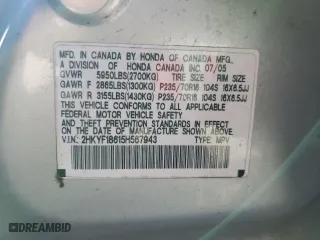 MFD. IN CANADA BY HONDA OF CANADA MFG.,
A DIVISION OF HONDA CANADA INC. 07/05
GVWR 5950LBS(2700KG) TIRE SIZE RIM SIZE
GAWR F 2865LBS(1300KG) P235/70R16 104S 16X6.5JJ
GAWR R 3155LBS(1430KG) P235/70R16 104S 16X6.5JJ
THIS VEHICLE CONFORMS TO ALL APPLICABLE
FEDERAL MOTOR VEHICLE SAFETY STANDARDS IN
EFFECT ON THE DATE OF MANUFACTURE SHOWN ABOVE.
V.I.N.: 2HKYF18615H567943 TYPE: MPV
DREAMBID